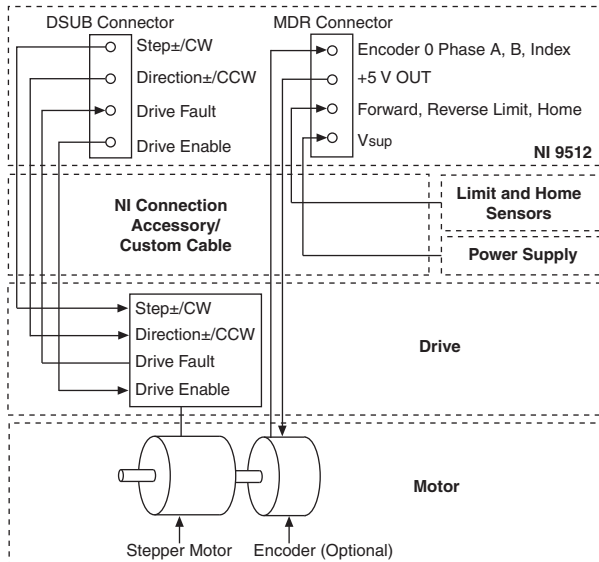 DSUB Connector
MDR Connector
Step±/CW
Direction±/CCW
Drive Fault
Drive Enable
Encoder 0 Phase A, B, Index
+5 V OUT
Forward, Reverse Limit, Home
Vsup
NI 9512
NI Connection
Accessory/
Custom Cable
Limit and Home
Sensors
Power Supply
Step±/CW
Direction±/CCW
Drive Fault
Drive Enable
Drive
Motor
Stepper Motor
Encoder (Optional)